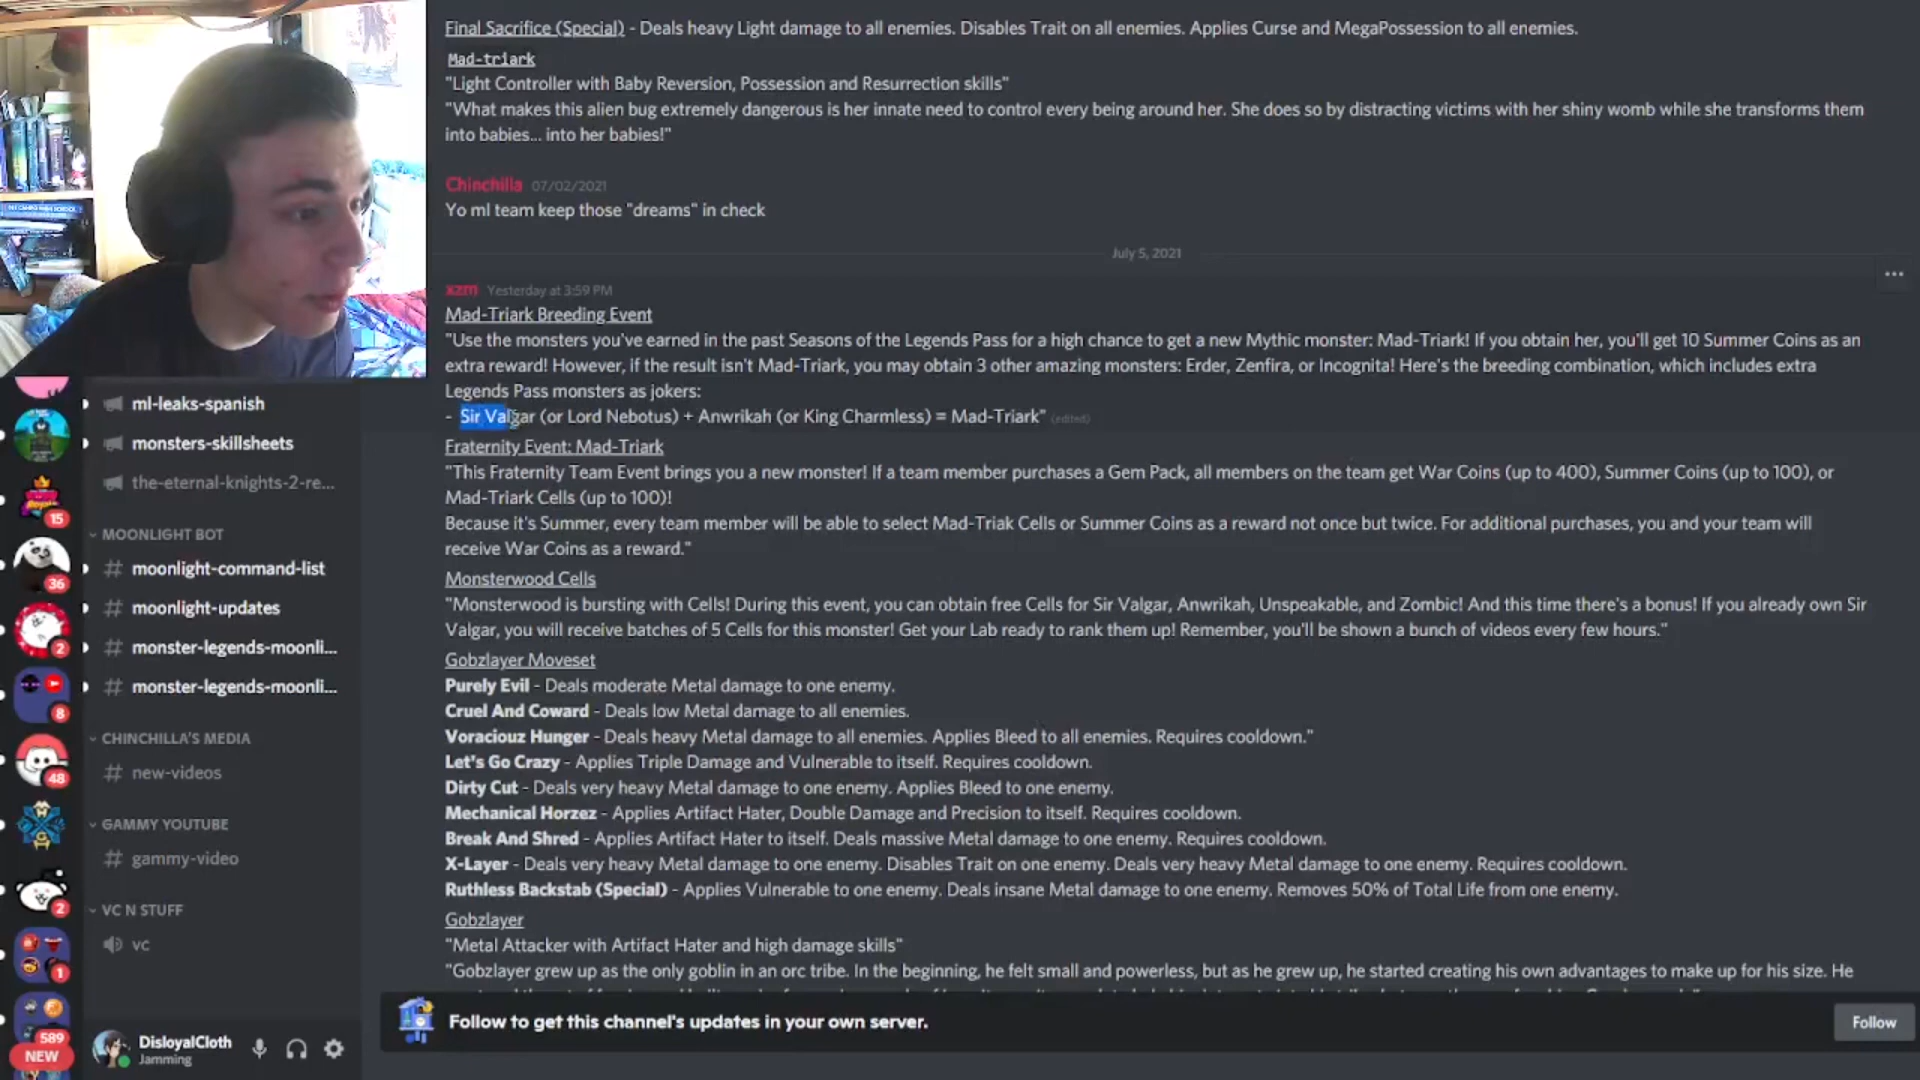 Final Sacrifice (Special) - Deals heavy Light damage to all enemies. Disables Trait on all enemies. Applies Curse and MegaPossession to all enemies.
Mad-triark
"Light Controller with Baby Reversion, Possession and Resurrection skills"
"What makes this alien bug extremely dangerous is her innate need to control every being around her. She does so by distracting victims with her shiny womb while she transforms them
into babies... into her babies!"
Chinchilla 07/02/2021
Yo ml team keep those "dreams" in check
July 5, 2021
xzm Yesterday at 3:59 PM
Mad-Triark Breeding Event
"Use the monsters you've earned in the past Seasons of the Legends Pass for a high chance to get a new Mythic monster: Mad-Triark! If you obtain her, you'll get 10 Summer Coins as an
extra reward! However, if the result isn't Mad-Triark, you may obtain 3 other amazing monsters: Erder, Zenfira, or Incognita! Here's the breeding combination, which includes extra
Legends Pass monsters as jokers:
- Sir Valgar (or Lord Nebotus) + Anwrikah (or King Charmless) = Mad-Triark" (edited)
Fraternity Event: Mad-Triark
"This Fraternity Team Event brings you a new monster! If a team member purchases a Gem Pack, all members on the team get War Coins (up to 400), Summer Coins (up to 100), or
Mad-Triark Cells (up to 100)!
Because it's Summer, every team member will be able to select Mad-Triak Cells or Summer Coins as a reward not once but twice. For additional purchases, you and your team will
receive War Coins as a reward."
Monsterwood Cells
"Monsterwood is bursting with Cells! During this event, you can obtain free Cells for Sir Valgar, Anwrikah, Unspeakable, and Zombic! And this time there's a bonus! If you already own Sir
Valgar, you will receive batches of 5 Cells for this monster! Get your Lab ready to rank them up! Remember, you'll be shown a bunch of videos every few hours."
Gobzlayer Moveset
Purely Evil - Deals moderate Metal damage to one enemy.
Cruel And Coward - Deals low Metal damage to all enemies.
Voraciouz Hunger - Deals heavy Metal damage to all enemies. Applies Bleed to all enemies. Requires cooldown."
Let's Go Crazy - Applies Triple Damage and Vulnerable to itself. Requires cooldown.
Dirty Cut - Deals very heavy Metal damage to one enemy. Applies Bleed to one enemy.
Mechanical Horzez - Applies Artifact Hater, Double Damage and Precision to itself. Requires cooldown.
Break And Shred - Applies Artifact Hater to itself. Deals massive Metal damage to one enemy. Requires cooldown.
X-Layer - Deals very heavy Metal damage to one enemy. Disables Trait on one enemy. Deals very heavy Metal damage to one enemy. Requires cooldown.
Ruthless Backstab (Special) - Applies Vulnerable to one enemy. Deals insane Metal damage to one enemy. Removes 50% of Total Life from one enemy.
Gobzlayer
"Metal Attacker with Artifact Hater and high damage skills"
"Gobzlayer grew up as the only goblin in an orc tribe. In the beginning, he felt small and powerless, but as he grew up, he started creating his own advantages to make up for his size. He
Follow to get this channel's updates in your own server.
Follow
ml-leaks-spanish
monsters-skillsheets
the-eternal-knights-2-re...
MOONLIGHT BOT
# moonlight-command-list
# moonlight-updates
# monster-legends-moonli...
# monster-legends-moonli...
CHINCHILLA'S MEDIA
# new-videos
GAMMY YOUTUBE
# gammy-video
VC N STUFF
vc
15
36
2
8
48
2
1
589
NEW
DisloyalCloth
Jamming